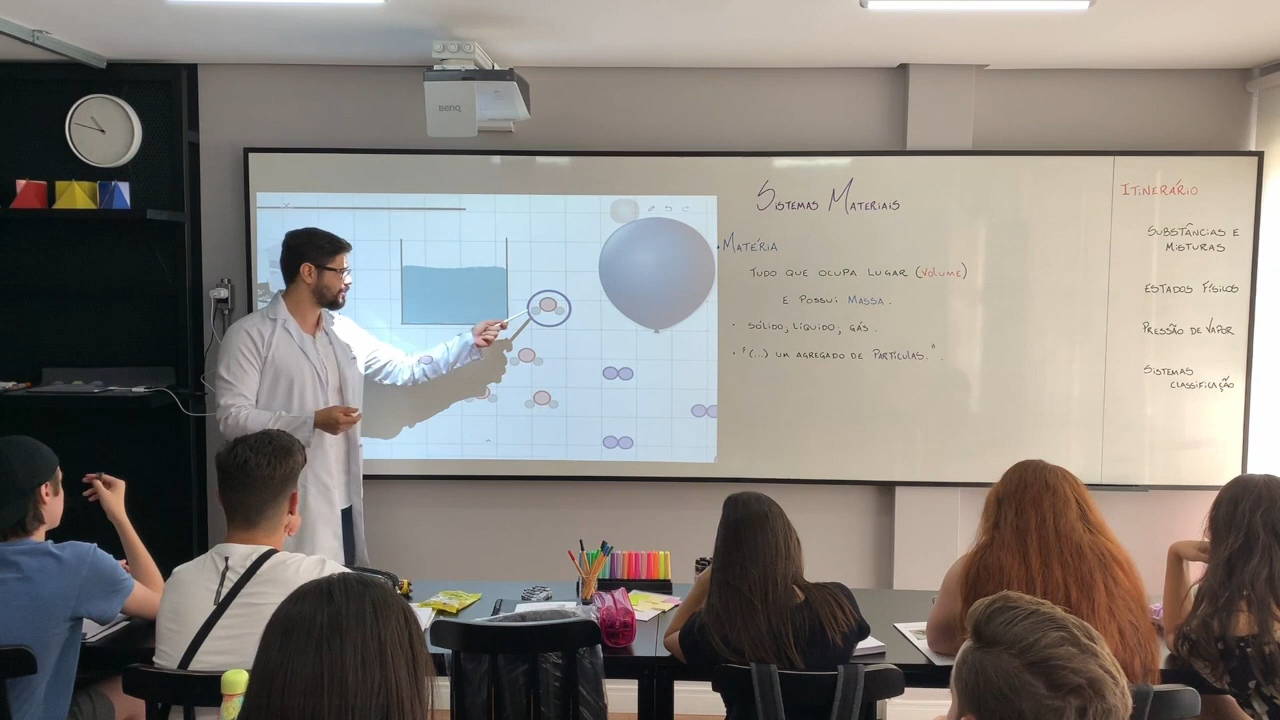 BenQ
Sistemas Materiais
Matéria
Tudo que ocupa lugar (volume)
e possui massa.
· Sólido, líquido, gás.
· "(...) um agregado de partículas."
Itinerário
Substâncias e
Misturas
Estados Físicos
Pressão de Vapor
Sistemas
classificação